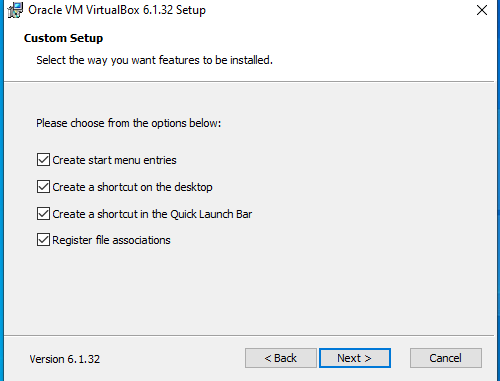 Oracle VM VirtualBox 6.1.32 Setup
Custom Setup
Select the way you want features to be installed.
Please choose from the options below:
Create start menu entries
Create a shortcut on the desktop
Create a shortcut in the Quick Launch Bar
Register file associations
Version 6.1.32
< Back
Next >
Cancel